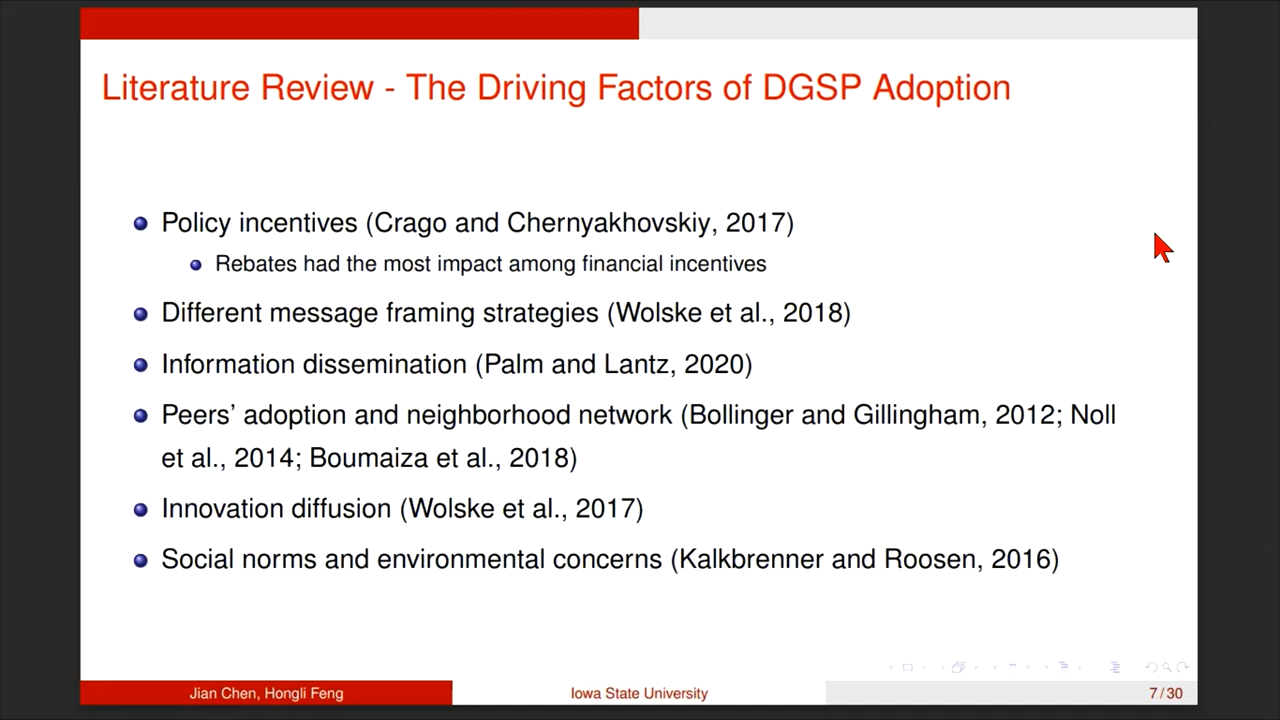 Literature Review - The Driving Factors of DGSP Adoption
Policy incentives (Crago and Chernyakhovskiy, 2017)
Rebates had the most impact among financial incentives
Different message framing strategies (Wolske et al., 2018)
Information dissemination (Palm and Lantz, 2020)
Peers’ adoption and neighborhood network (Bollinger and Gillingham, 2012; Noll
et al., 2014; Boumaiza et al., 2018)
Innovation diffusion (Wolske et al., 2017)
Social norms and environmental concerns (Kalkbrenner and Roosen, 2016)
Jian Chen, Hongli Feng
Iowa State University
7 / 30